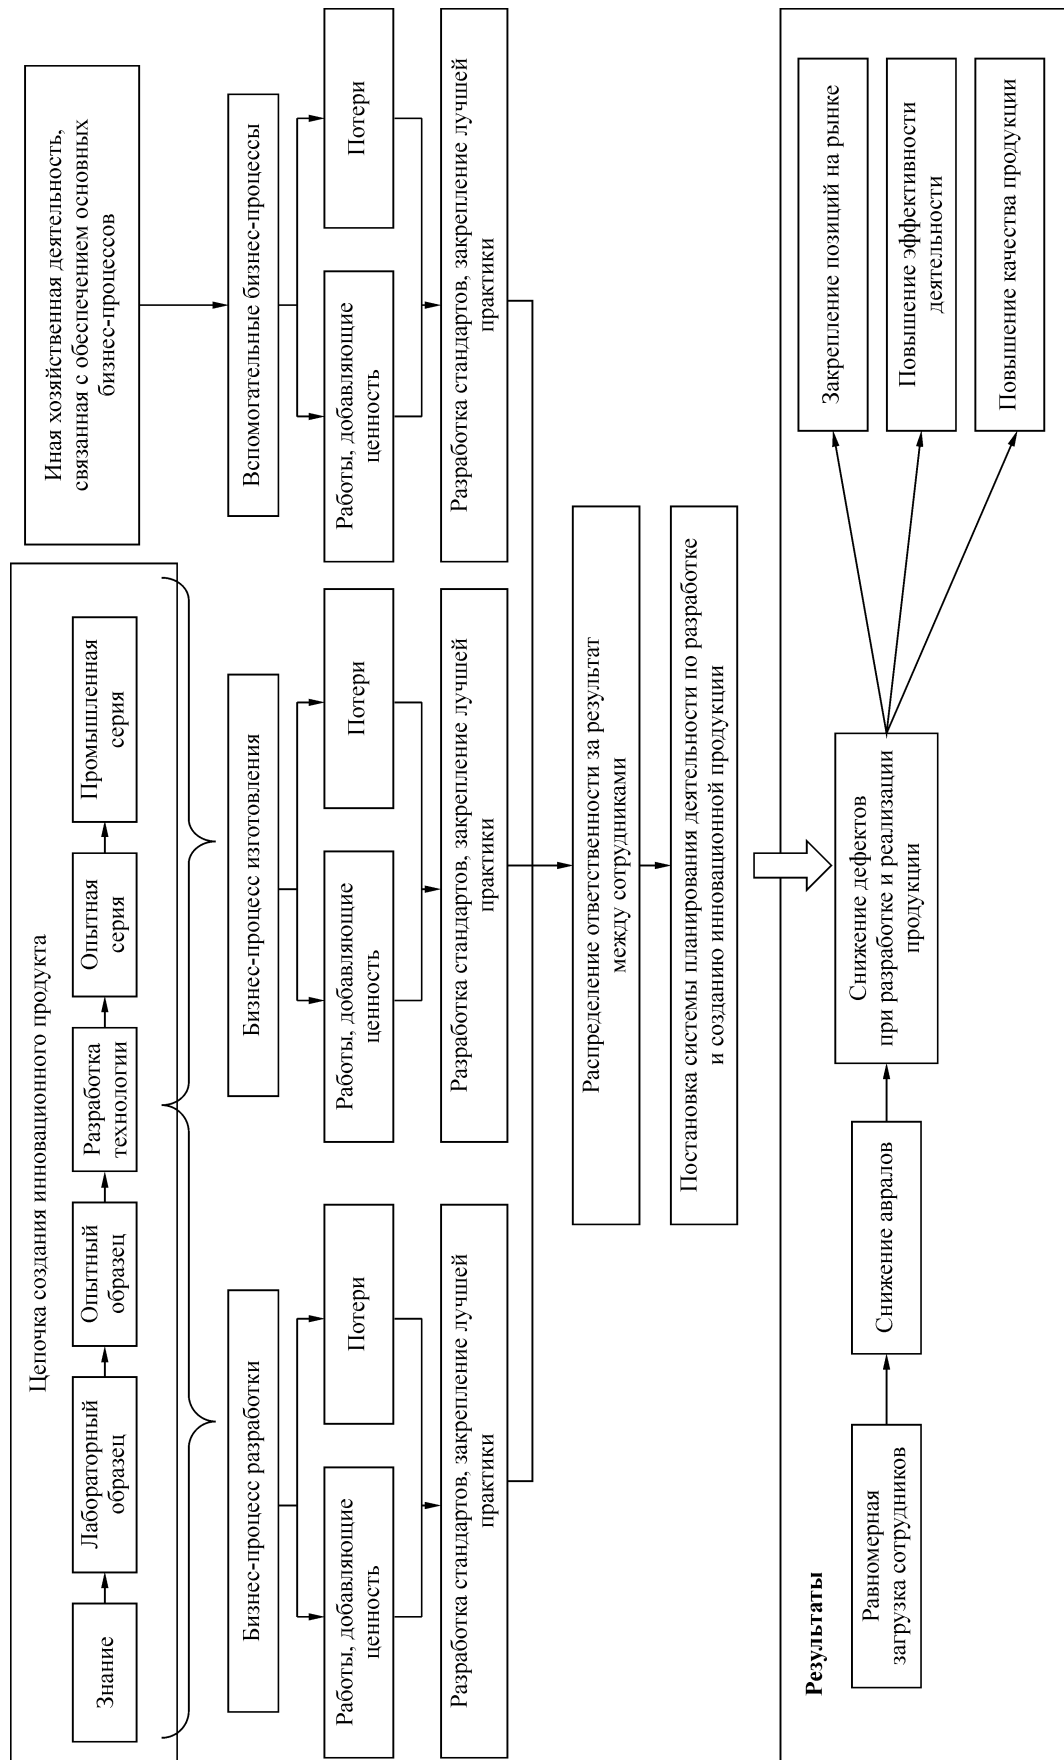 Цепочка создания инновационного продукта
Знание
Лабораторный
образец
Опытный
образец
Разработка
технологии
Опытная
серия
Промышленная
серия
Иная хозяйственная деятельность,
связанная с обеспечением основных
бизнес-процессов
Бизнес-процесс разработки
Бизнес-процесс изготовления
Вспомогательные бизнес-процессы
Работы, добавляющие
ценность
Потери
Работы, добавляющие
ценность
Потери
Работы, добавляющие
ценность
Потери
Разработка стандартов, закрепление лучшей
практики
Разработка стандартов, закрепление лучшей
практики
Разработка стандартов, закрепление лучшей
практики
Распределение ответственности за результат
между сотрудниками
Постановка системы планирования деятельности по разработке
и созданию инновационной продукции
Результаты
Равномерная
загрузка сотрудников
Снижение авралов
Снижение дефектов
при разработке и реализации
продукции
Закрепление позиций на рынке
Повышение эффективности
деятельности
Повышение качества продукции